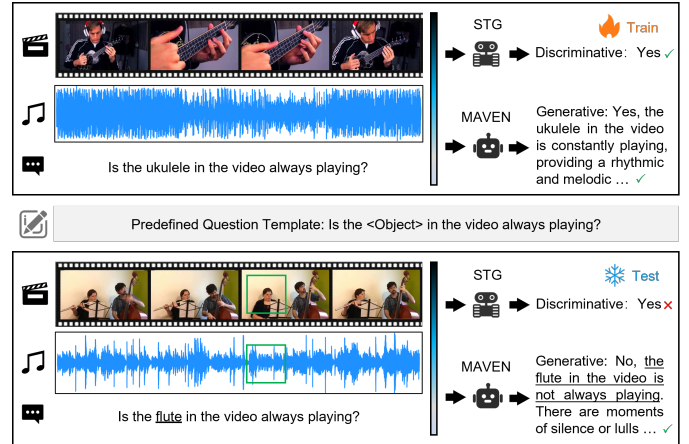 STG
Train
Discriminative: Yes ✓
MAVEN
Generative: Yes, the
ukulele in the video
is constantly playing,
providing a rhythmic
and melodic ... ✓
Is the ukulele in the video always playing?
Predefined Question Template: Is the <Object> in the video always playing?
STG
Test
Discriminative: Yes ×
MAVEN
Generative: No, the
flute in the video is
not always playing.
There are moments
of silence or lulls ... ✓
Is the flute in the video always playing?